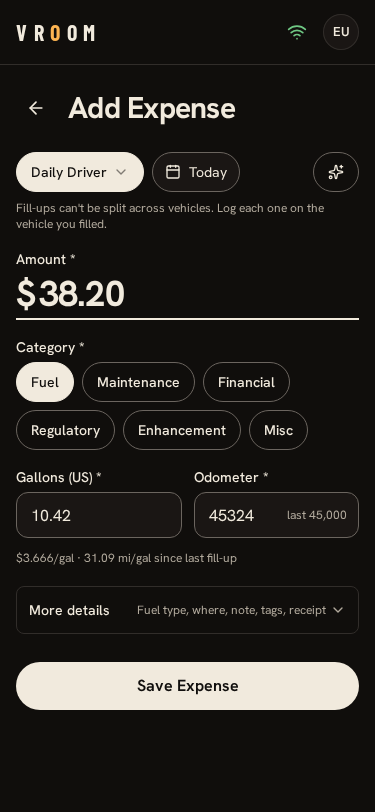 VROOM
EU
Add Expense
Daily Driver
Today
Fill-ups can't be split across vehicles. Log each one on the
vehicle you filled.
Amount *
$38.20
Category *
Fuel
Maintenance
Financial
Regulatory
Enhancement
Misc
Gallons (US) *
Odometer *
10.42
45324
last 45,000
$3.666/gal · 31.09 mi/gal since last fill-up
More details
Fuel type, where, note, tags, receipt
Save Expense